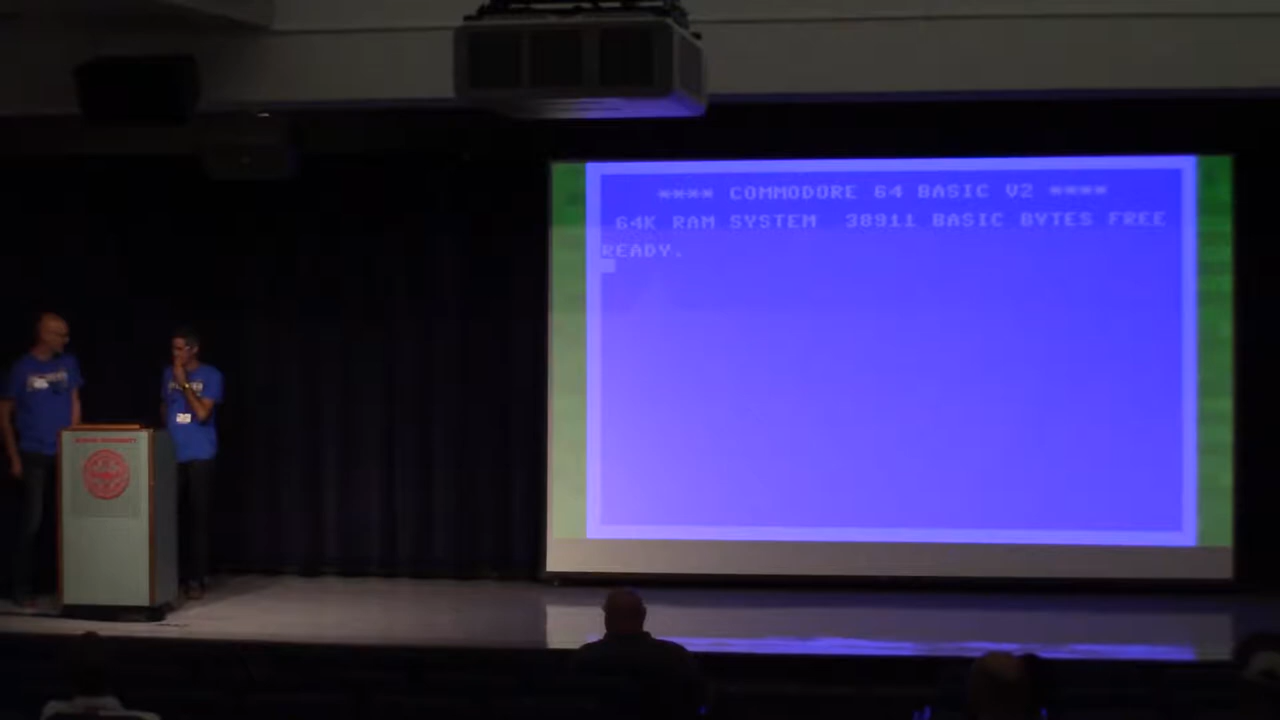 **** COMMODORE 64 BASIC V2 ****
64K RAM SYSTEM 38911 BASIC BYTES FREE
READY.